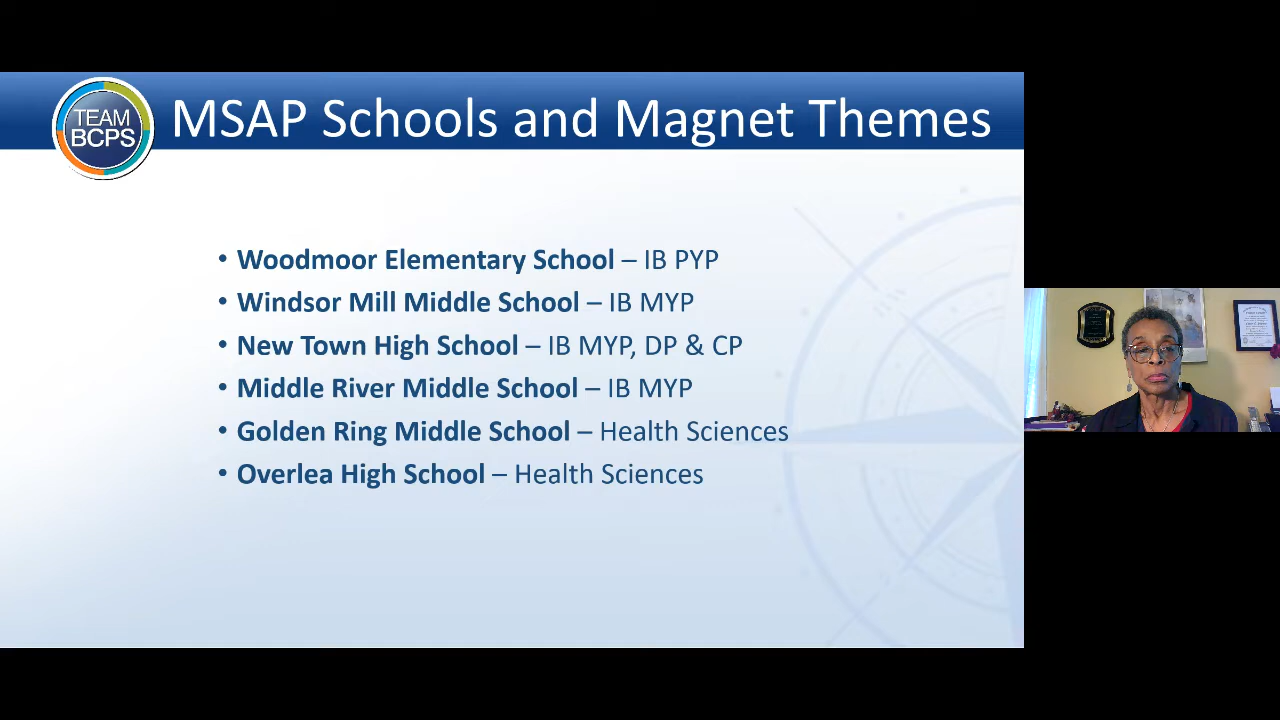 TEAM
BCPS
MSAP Schools and Magnet Themes
• Woodmoor Elementary School – IB PYP
• Windsor Mill Middle School – IB MYP
• New Town High School – IB MYP, DP & CP
• Middle River Middle School – IB MYP
• Golden Ring Middle School – Health Sciences
• Overlea High School – Health Sciences